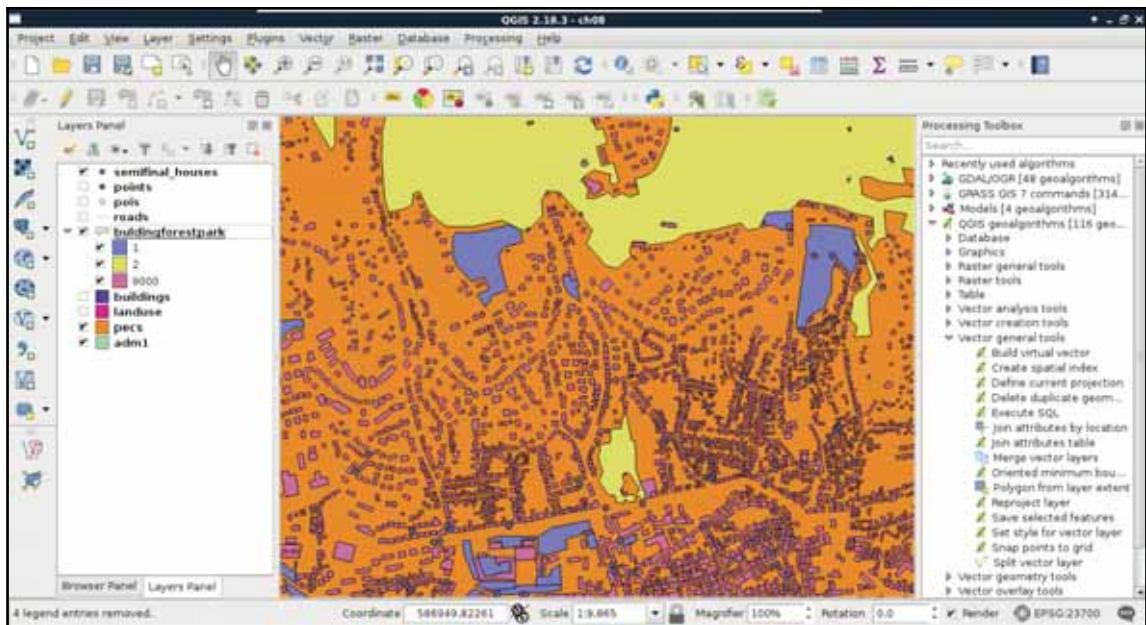 QGIS 2.18.3 - ch08
Project Edit View Layer Settings Plugins Vector Raster Database Processing Help
Layers Panel
semifinal_houses
points
pois
roads
buldingforestpark
1
2
9000
buildings
landuse
pecs
adm1
Browser Panel Layers Panel
Processing Toolbox
Search...
Recently used algorithms
GDAL/OGR [48 geoalgorithms]
GRASS GIS 7 commands [314...
Models [4 geoalgorithms]
QGIS geoalgorithms [116 geo...
Database
Graphics
Raster general tools
Raster tools
Table
Vector analysis tools
Vector creation tools
Vector general tools
Build virtual vector
Create spatial index
Define current projection
Delete duplicate geom...
Execute SQL
Join attributes by location
Join attributes table
Merge vector layers
Oriented minimum bou...
Polygon from layer extent
Reproject layer
Save selected features
Set style for vector layer
Snap points to grid
Split vector layer
Vector geometry tools
Vector overlay tools
4 legend entries removed. Coordinate 586949,82261 Scale 1:9,865 Magnifier 100% Rotation 0.0 Render EPSG:23700